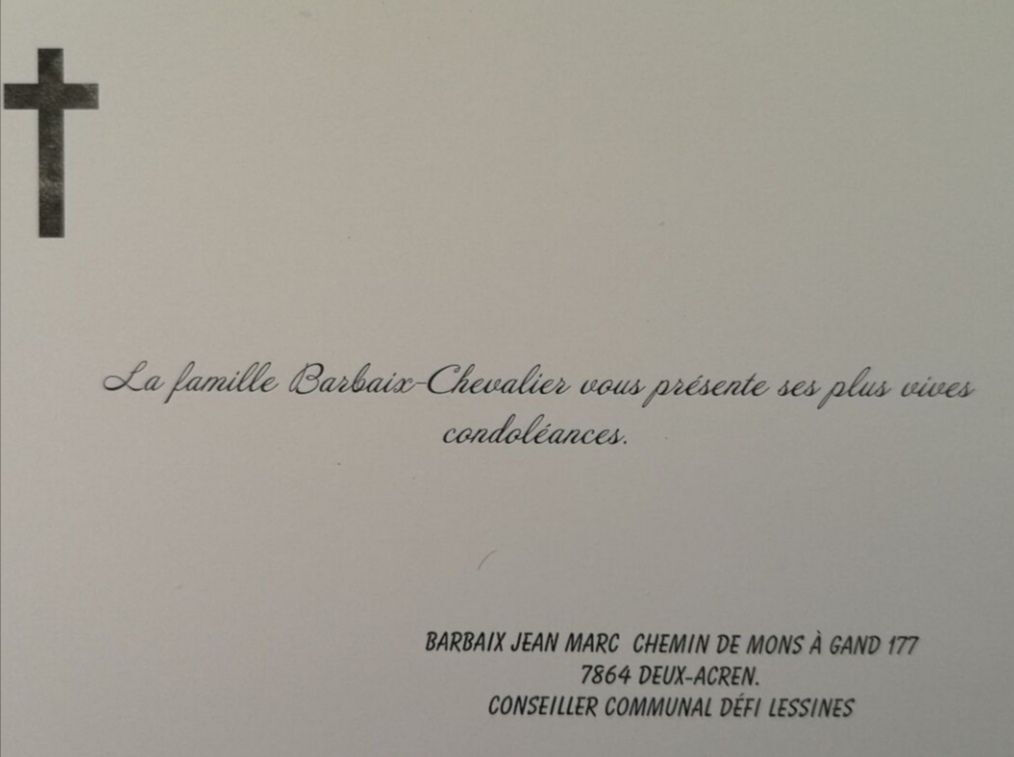 La famille Barbaix-Chevalier vous présente ses plus vives
condoléances.
BARBAIX JEAN MARC CHEMIN DE MONS À GAND 177
7864 DEUX-ACREN.
CONSEILLER COMMUNAL DÉFI LESSINES